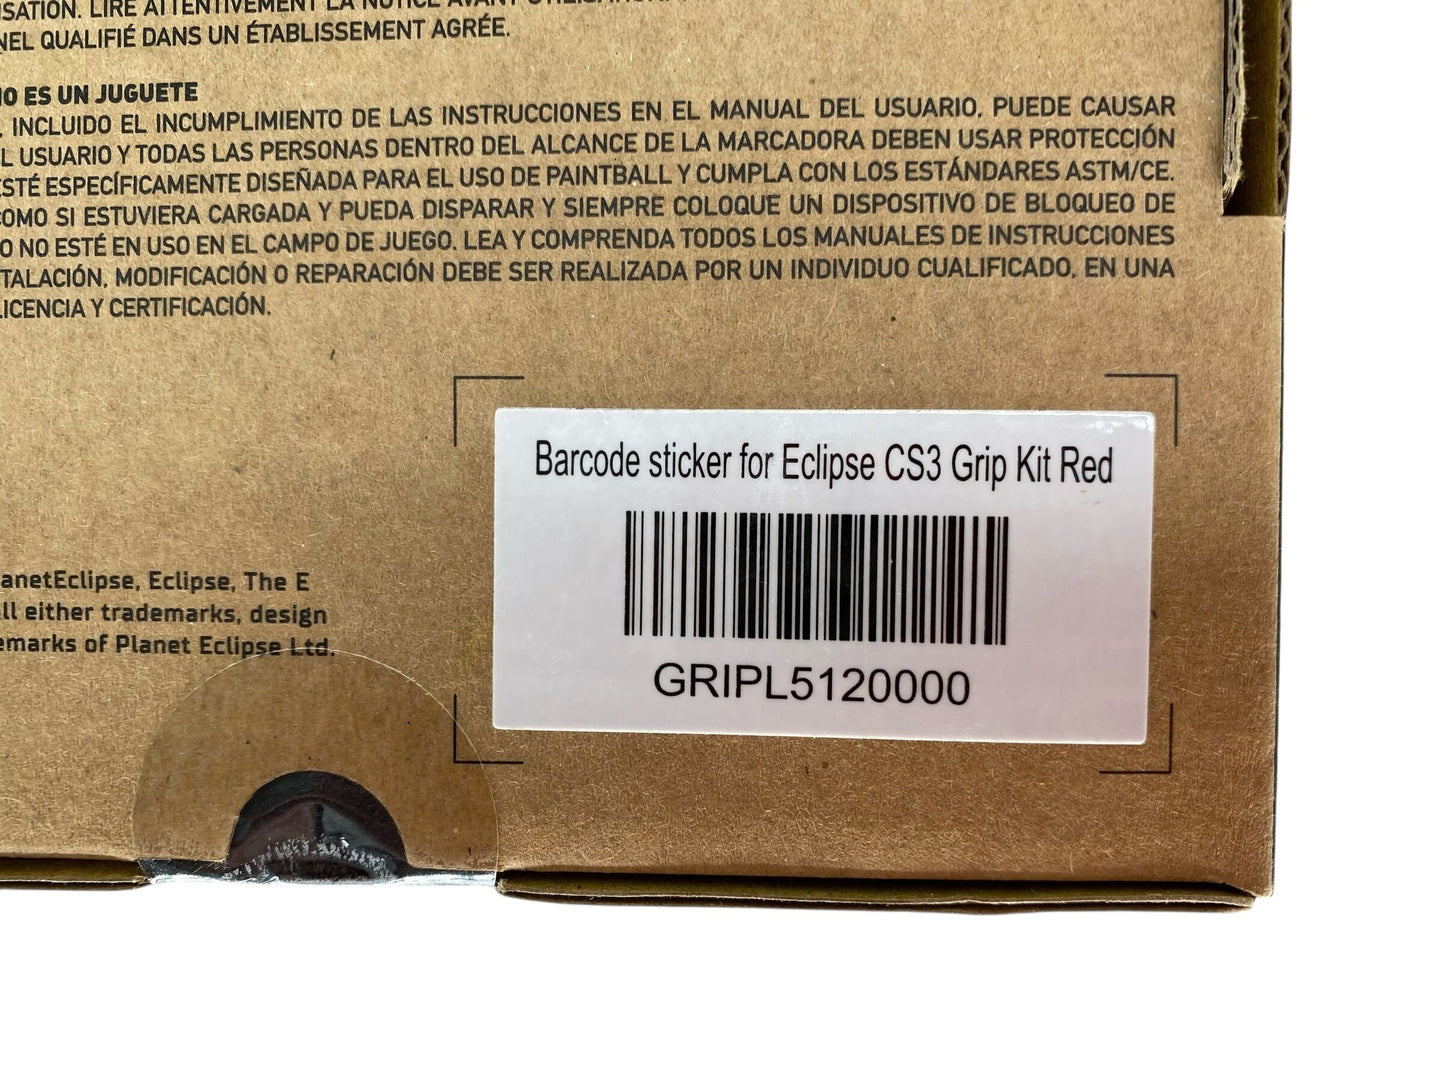 ISATION. LIRE ATTENTIVEMENT LA NOTICE AVANT
NEL QUALIFIÉ DANS UN ÉTABLISSEMENT AGRÉE.
NO ES UN JUGUETE
, INCLUIDO EL INCUMPLIMIENTO DE LAS INSTRUCCIONES EN EL MANUAL DEL USUARIO, PUEDE CAUSAR
L USUARIO Y TODAS LAS PERSONAS DENTRO DEL ALCANCE DE LA MARCADORA DEBEN USAR PROTECCIÓN
ESTÉ ESPECÍFICAMENTE DISEÑADA PARA EL USO DE PAINTBALL Y CUMPLA CON LOS ESTÁNDARES ASTM/CE.
COMO SI ESTUVIERA CARGADA Y PUEDA DISPARAR Y SIEMPRE COLOQUE UN DISPOSITIVO DE BLOQUEO DE
O NO ESTÉ EN USO EN EL CAMPO DE JUEGO. LEA Y COMPRENDA TODOS LOS MANUALES DE INSTRUCCIONES
TALACIÓN, MODIFICACIÓN O REPARACIÓN DEBE SER REALIZADA POR UN INDIVIDUO CUALIFICADO, EN UNA
LICENCIA Y CERTIFICACIÓN.
Barcode sticker for Eclipse CS3 Grip Kit Red
GRIPL5120000
anetEclipse, Eclipse, The E
ll either trademarks, design
emarks of Planet Eclipse Ltd.